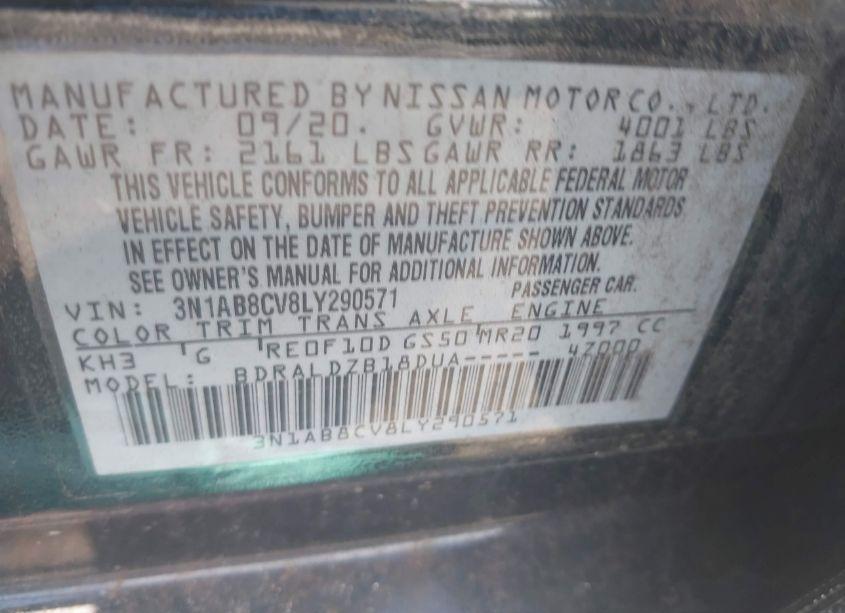 MANUFACTURED BY NISSAN MOTOR CO., LTD.
DATE: 09/20. GVWR: 4001 LBS
GAWR FR: 2161 LBS GAWR RR: 1863 LBS
THIS VEHICLE CONFORMS TO ALL APPLICABLE FEDERAL MOTOR
VEHICLE SAFETY, BUMPER AND THEFT PREVENTION STANDARDS
IN EFFECT ON THE DATE OF MANUFACTURE SHOWN ABOVE.
SEE OWNER'S MANUAL FOR ADDITIONAL INFORMATION.
VIN: 3N1AB8CV8LY290571 PASSENGER CAR.
COLOR TRIM TRANS AXLE ENGINE
KH3 G RE0F10D GS50 MR20 1997 CC
MODEL: BDRALDZB18DUA----- 47000
3N1AB8CV8LY290571